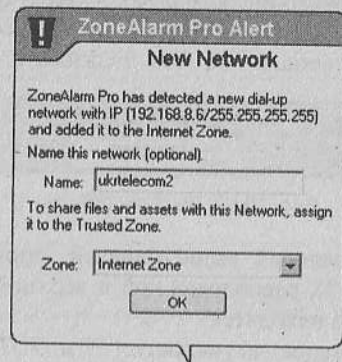 ZoneAlarm Pro Alert
New Network
ZoneAlarm Pro has detected a new dial-up
network with IP (192.168.8.6/255.255.255.255)
and added it to the Internet Zone.
Name this network (optional).
Name: ukrtelecom2
To share files and assets with this Network, assign
it to the Trusted Zone.
Zone: Internet Zone
OK